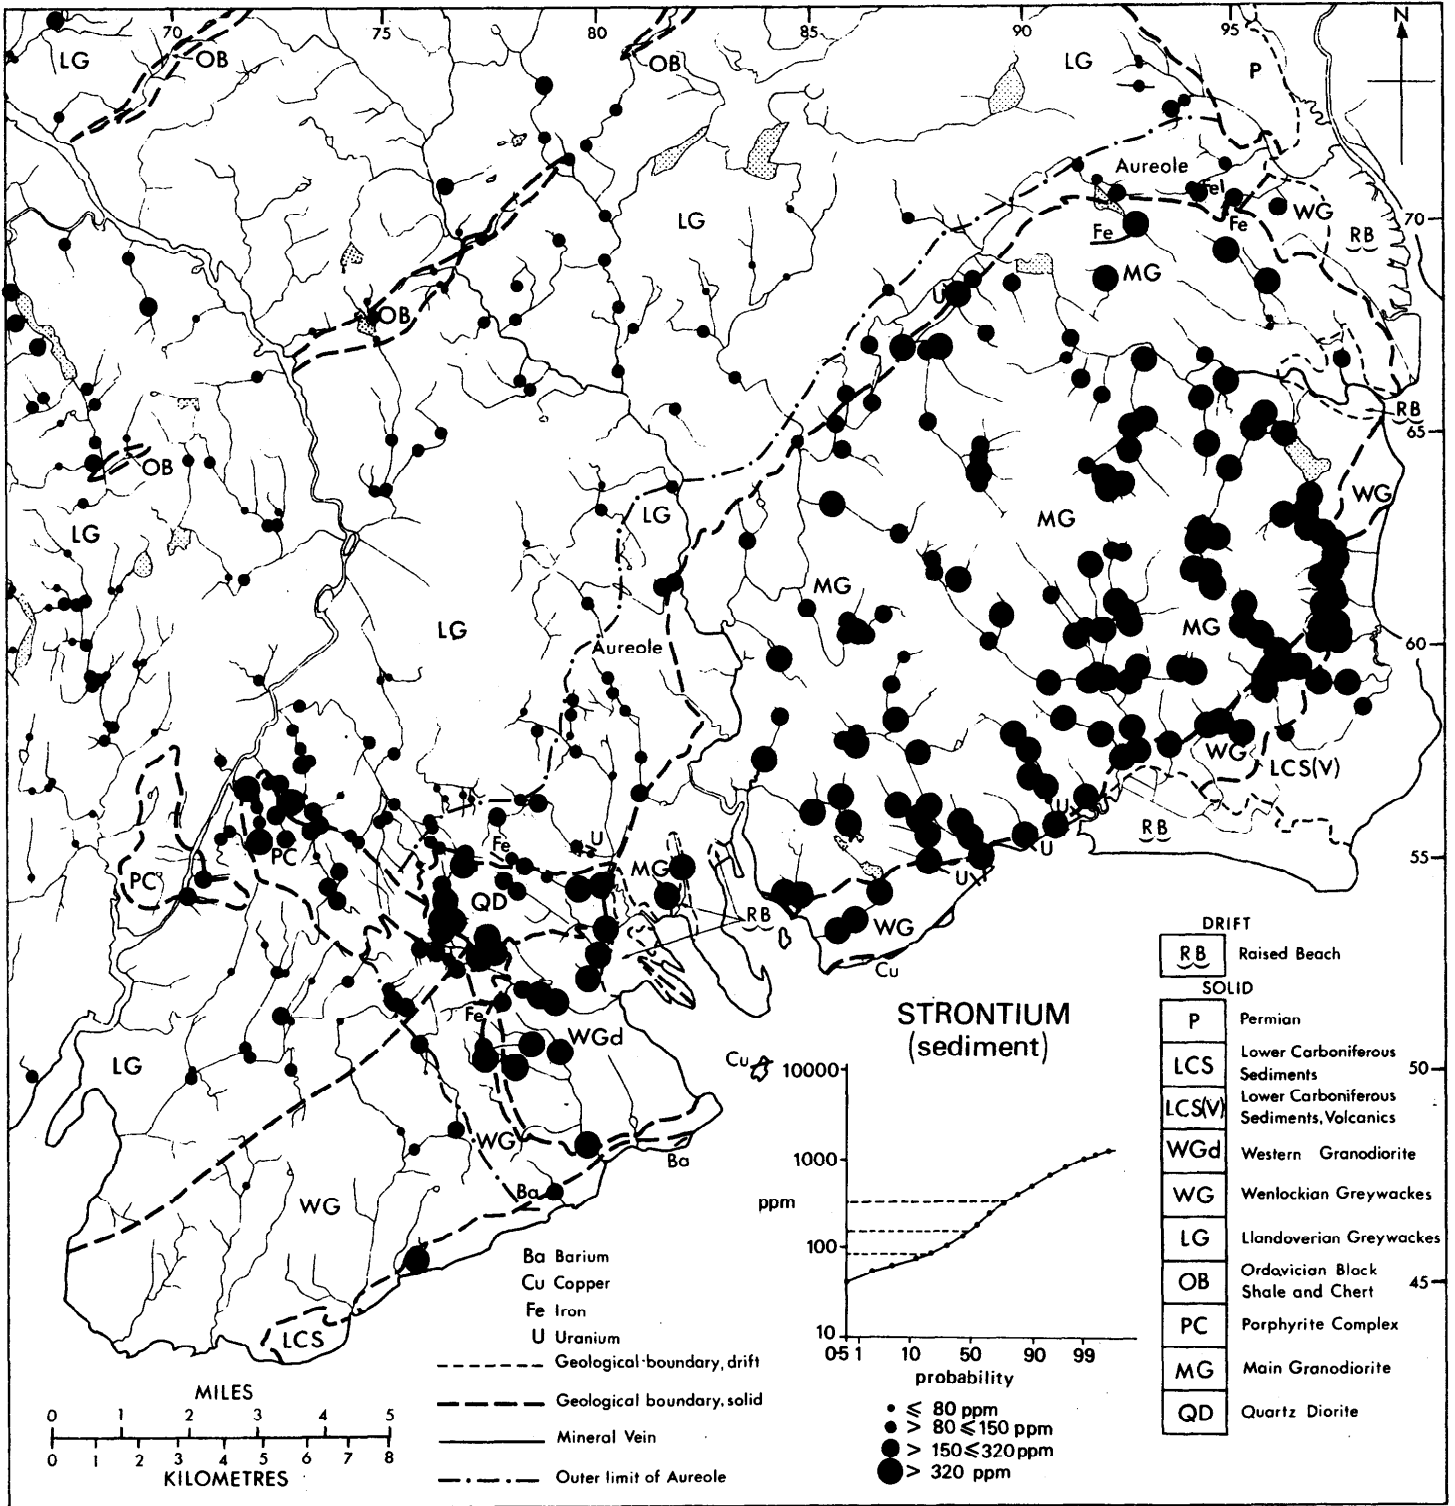 70 75 80 85 90 95
N
LG
OB
OB
LG
P
Aureole
LG
Fe
WG
70
Fe
RB
Fe
MG
U
OB
RB
65
OB
WG
LG
LG
MG
MG
LG
MG
60
Aureole
WG
LCS(V)
U
RB
Fe
U
PC
MG
U
55
PC
QD
U
RB
WG
Cu
Fe
WGd
LG
Cu
50
WG
Ba
Ba
WG
45
LCS
STRONTIUM
(sediment)
10000
1000
ppm
100
10
0·5 1 10 50 90 99
probability
⩽ 80 ppm
> 80 ⩽ 150 ppm
> 150 ⩽ 320 ppm
> 320 ppm
Ba Barium
Cu Copper
Fe Iron
U Uranium
Geological boundary, drift
Geological boundary, solid
Mineral Vein
Outer limit of Aureole
MILES
0 1 2 3 4 5
0 1 2 3 4 5 6 7 8
KILOMETRES
DRIFT
RB Raised Beach
SOLID
P Permian
LCS Lower Carboniferous
Sediments
LCS(V) Lower Carboniferous
Sediments, Volcanics
WGd Western Granodiorite
WG Wenlockian Greywackes
LG Llandoverian Greywackes
OB Ordovician Black
Shale and Chert
PC Porphyrite Complex
MG Main Granodiorite
QD Quartz Diorite